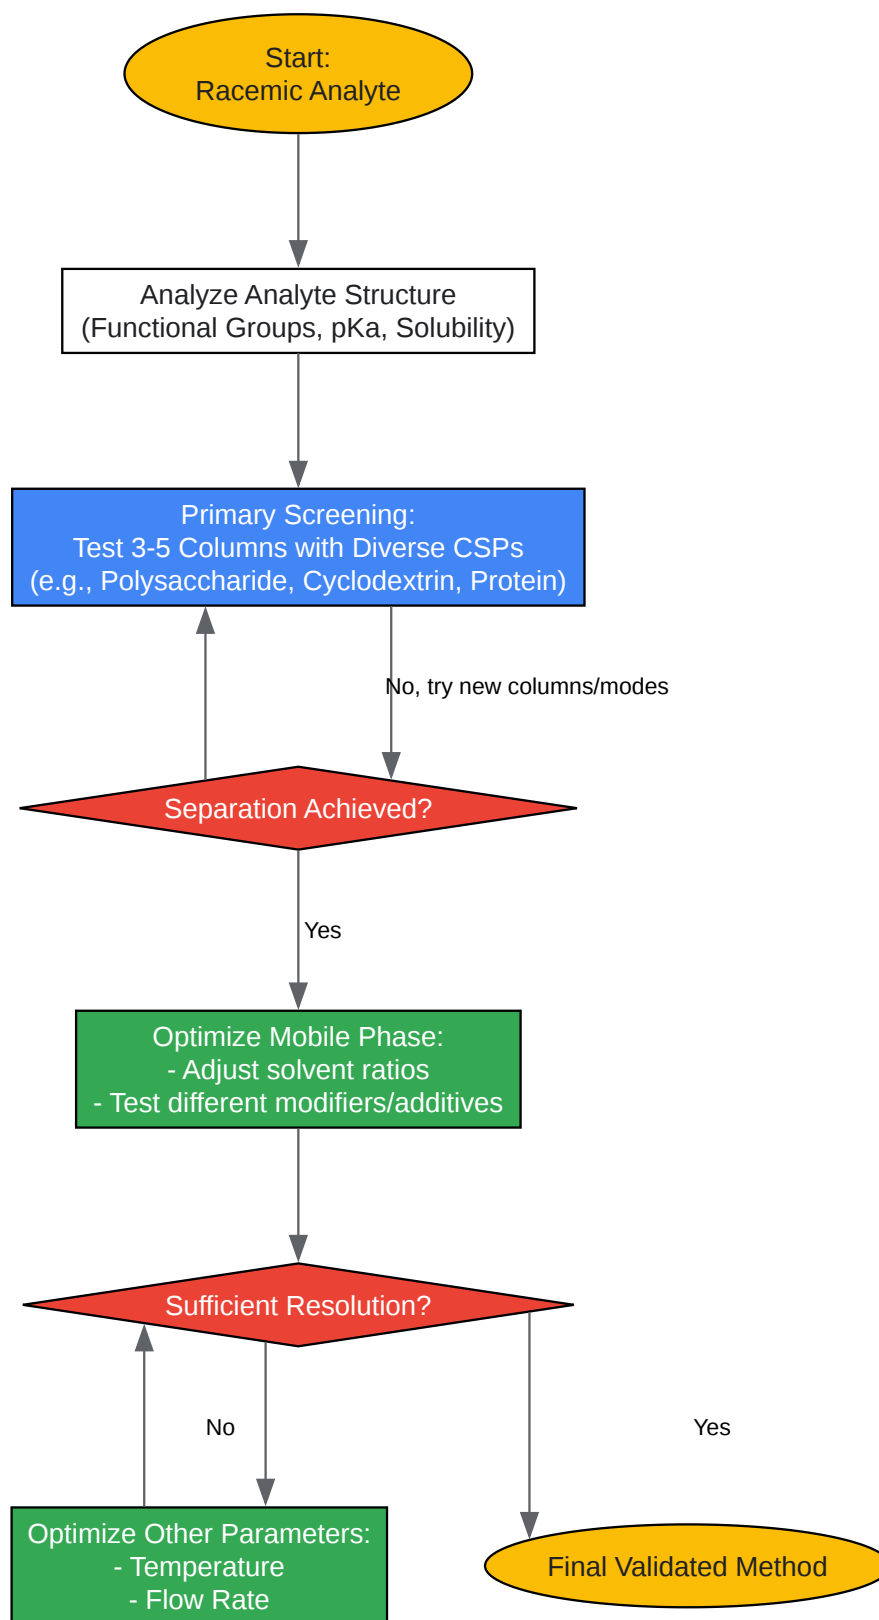 Start:
Racemic Analyte
Analyze Analyte Structure
(Functional Groups, pKa, Solubility)
Primary Screening:
Test 3-5 Columns with Diverse CSPs
(e.g., Polysaccharide, Cyclodextrin, Protein)
No, try new columns/modes
Separation Achieved?
Yes
Optimize Mobile Phase:
- Adjust solvent ratios
- Test different modifiers/additives
Sufficient Resolution?
No
Yes
Optimize Other Parameters:
- Temperature
- Flow Rate
Final Validated Method